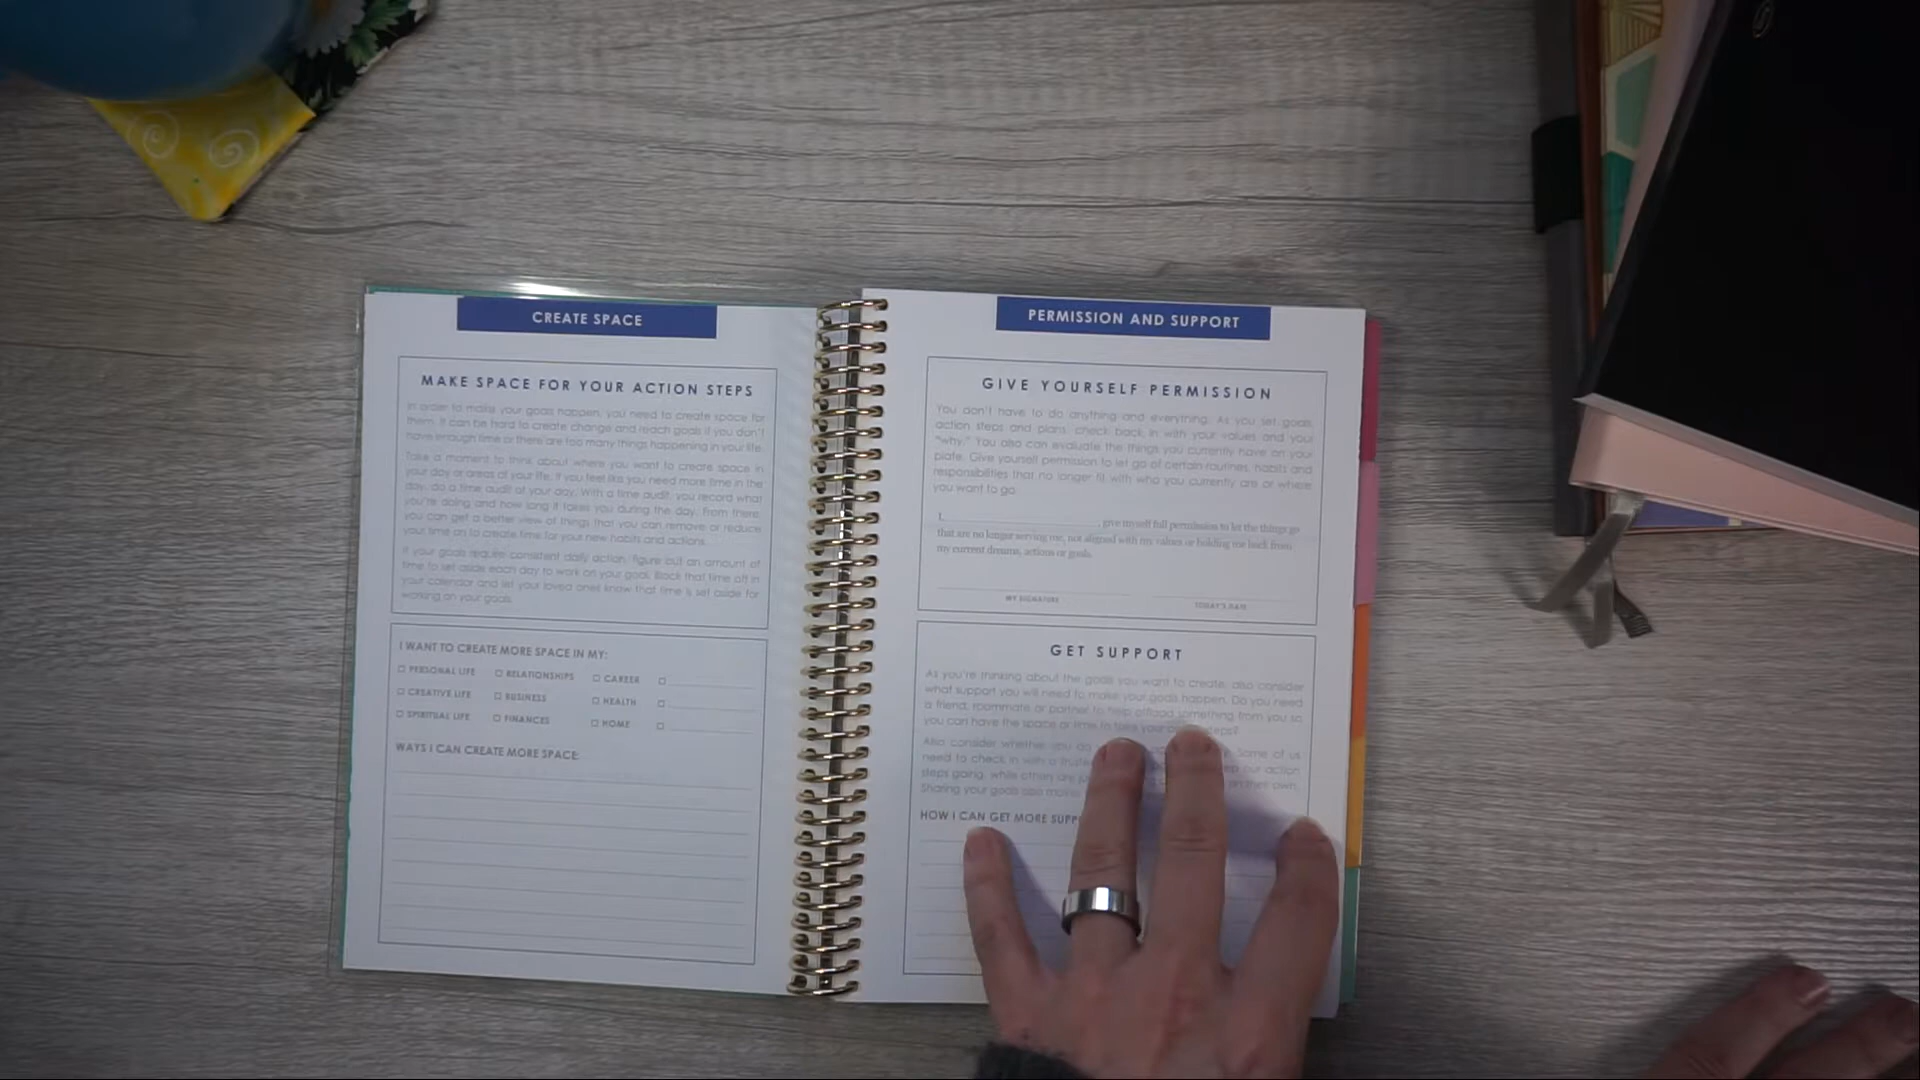 CREATE SPACE
MAKE SPACE FOR YOUR ACTION STEPS
In order to make your goals happen, you need to create space for
them. It can be hard to create change and reach goals if you don't
have enough time or there are too many things happening in your life.
Take a moment to think about where you want to create space in
your day or areas of your life. If you feel like you need more time in the
day, do a time audit of your day. With a time audit, you record what
you're doing and how long it takes you during the day. From there,
you can get a better view of things that you can remove or reduce
your time on to create time for your new habits and actions.
If your goals require consistent daily action, figure out an amount of
time to set aside each day to work on your goal. Block that time off in
your calendar and let your loved ones know that time is set aside for
working on your goals.
I WANT TO CREATE MORE SPACE IN MY:
PERSONAL LIFE RELATIONSHIPS CAREER
CREATIVE LIFE BUSINESS HEALTH
SPIRITUAL LIFE FINANCES HOME
WAYS I CAN CREATE MORE SPACE:
PERMISSION AND SUPPORT
GIVE YOURSELF PERMISSION
You don't have to do anything and everything. As you set goals,
action steps and plans, check back in with your values and your
"why." You also can evaluate the things you currently have on your
plate. Give yourself permission to let go of certain routines, habits and
responsibilities that no longer fit with who you currently are or where
you want to go.
I, , give myself full permission to let the things go
that are no longer serving me, not aligned with my values or holding me back from
my current dreams, actions or goals.
MY SIGNATURE TODAY'S DATE
GET SUPPORT
As you're thinking about the goals you want to create, also consider
what support you will need to make your goals happen. Do you need
a friend, roommate or partner to help offload something from you so
you can have the space or time to take your steps?
Also consider whether you do Some of us
need to check in with a our action
steps going, while others are on their own.
Sharing your goals
HOW I CAN GET MORE